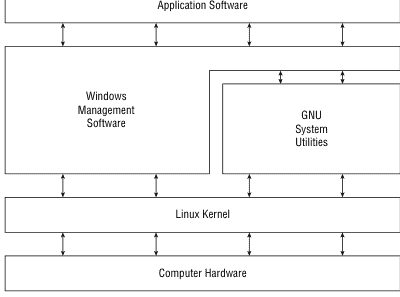 Application Software
Windows
Management
Software
GNU
System
Utilities
Linux Kernel
Computer Hardware